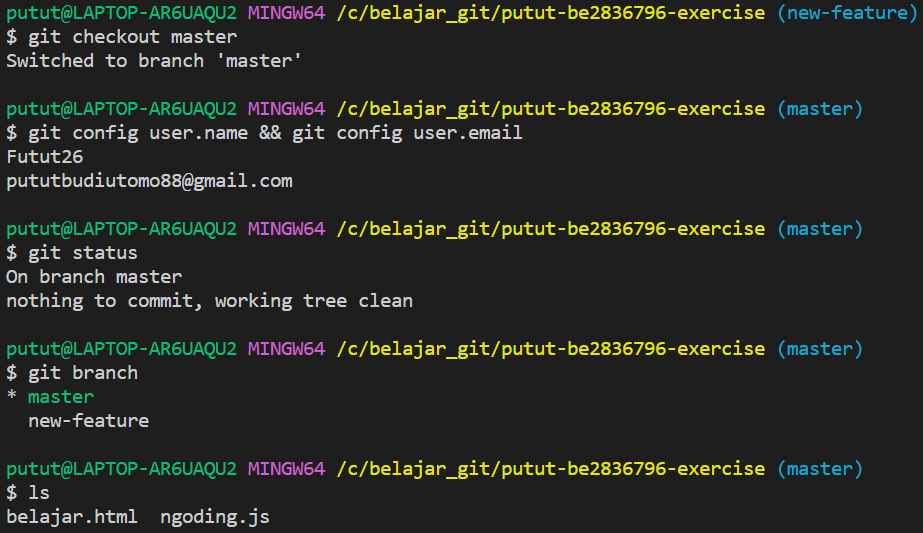 putut@LAPTOP-AR6UAQU2 MINGW64 /c/belajar_git/putut-be2836796-exercise (new-feature)
$ git checkout master
Switched to branch 'master'
putut@LAPTOP-AR6UAQU2 MINGW64 /c/belajar_git/putut-be2836796-exercise (master)
$ git config user.name && git config user.email
Futut26
pututbudiutomo88@gmail.com
putut@LAPTOP-AR6UAQU2 MINGW64 /c/belajar_git/putut-be2836796-exercise (master)
$ git status
On branch master
nothing to commit, working tree clean
putut@LAPTOP-AR6UAQU2 MINGW64 /c/belajar_git/putut-be2836796-exercise (master)
$ git branch
* master
  new-feature
putut@LAPTOP-AR6UAQU2 MINGW64 /c/belajar_git/putut-be2836796-exercise (master)
$ ls
belajar.html  ngoding.js